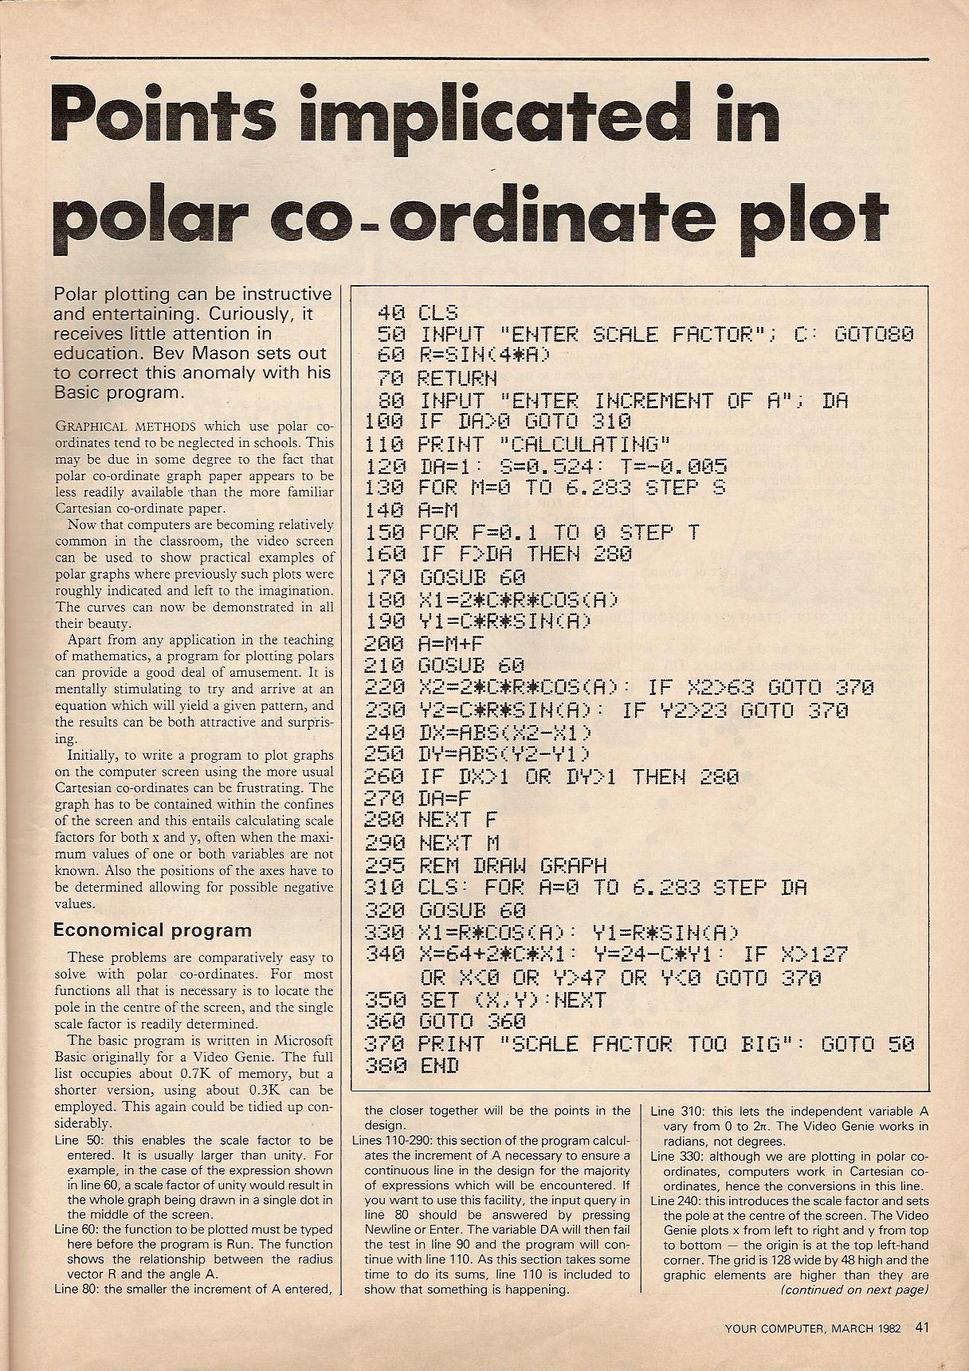 Points implicated in
polar co-ordinate plot
Polar plotting can be instructive
and entertaining. Curiously, it
receives little attention in
education. Bev Mason sets out
to correct this anomaly with his
Basic program.
GRAPHICAL METHODS which use polar co-
ordinates tend to be neglected in schools. This
may be due in some degree to the fact that
polar co-ordinate graph paper appears to be
less readily available than the more familiar
Cartesian co-ordinate paper.
Now that computers are becoming relatively
common in the classroom, the video screen
can be used to show practical examples of
polar graphs where previously such plots were
roughly indicated and left to the imagination.
The curves can now be demonstrated in all
their beauty.
Apart from any application in the teaching
of mathematics, a program for plotting polars
can provide a good deal of amusement. It is
mentally stimulating to try and arrive at an
equation which will yield a given pattern, and
the results can be both attractive and surpris-
ing.
Initially, to write a program to plot graphs
on the computer screen using the more usual
Cartesian co-ordinates can be frustrating. The
graph has to be contained within the confines
of the screen and this entails calculating scale
factors for both x and y, often when the maxi-
mum values of one or both variables are not
known. Also the positions of the axes have to
be determined allowing for possible negative
values.
Economical program
These problems are comparatively easy to
solve with polar co-ordinates. For most
functions all that is necessary is to locate the
pole in the centre of the screen, and the single
scale factor is readily determined.
The basic program is written in Microsoft
Basic originally for a Video Genie. The full
list occupies about 0.7K of memory, but a
shorter version, using about 0.3K can be
employed. This again could be tidied up con-
siderably.
Line 50: this enables the scale factor to be
entered. It is usually larger than unity. For
example, in the case of the expression shown
in line 60, a scale factor of unity would result in
the whole graph being drawn in a single dot in
the middle of the screen.
Line 60: the function to be plotted must be typed
here before the program is Run. The function
shows the relationship between the radius
vector R and the angle A.
Line 80: the smaller the increment of A entered,
40 CLS
50 INPUT "ENTER SCALE FACTOR"; C: GOTO80
60 R=SIN(4*A)
70 RETURN
80 INPUT "ENTER INCREMENT OF A"; DA
100 IF DA>0 GOTO 310
110 PRINT "CALCULATING"
120 DA=1: S=0.524: T=-0.005
130 FOR M=0 TO 6.283 STEP S
140 A=M
150 FOR F=0.1 TO 0 STEP T
160 IF F>DA THEN 280
170 GOSUB 60
180 X1=2*C*R*COS(A)
190 Y1=C*R*SIN(A)
200 A=M+F
210 GOSUB 60
220 X2=2*C*R*COS(A): IF X2>63 GOTO 370
230 Y2=C*R*SIN(A): IF Y2>23 GOTO 370
240 DX=ABS(X2-X1)
250 DY=ABS(Y2-Y1)
260 IF DX>1 OR DY>1 THEN 280
270 DA=F
280 NEXT F
290 NEXT M
295 REM DRAW GRAPH
310 CLS: FOR A=0 TO 6.283 STEP DA
320 GOSUB 60
330 X1=R*COS(A): Y1=R*SIN(A)
340 X=64+2*C*X1: Y=24-C*Y1: IF X>127
OR X<0 OR Y>47 OR Y<0 GOTO 370
350 SET (X,Y):NEXT
360 GOTO 360
370 PRINT "SCALE FACTOR TOO BIG": GOTO 50
380 END
the closer together will be the points in the
design.
Lines 110-290: this section of the program calcul-
ates the increment of A necessary to ensure a
continuous line in the design for the majority
of expressions which will be encountered. If
you want to use this facility, the input query in
line 80 should be answered by pressing
Newline or Enter. The variable DA will then fail
the test in line 90 and the program will con-
tinue with line 110. As this section takes some
time to do its sums, line 110 is included to
show that something is happening.
Line 310: this lets the independent variable A
vary from 0 to 2π. The Video Genie works in
radians, not degrees.
Line 330: although we are plotting in polar co-
ordinates, computers work in Cartesian co-
ordinates, hence the conversions in this line.
Line 240: this introduces the scale factor and sets
the pole at the centre of the screen. The Video
Genie plots x from left to right and y from top
to bottom — the origin is at the top left-hand
corner. The grid is 128 wide by 48 high and the
graphic elements are higher than they are
(continued on next page)
YOUR COMPUTER, MARCH 1982 41